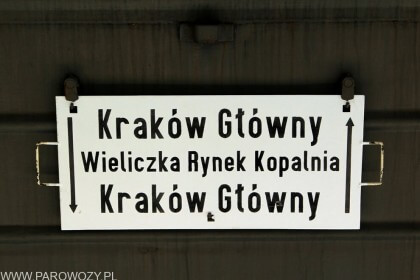 Kraków Główny
Wieliczka Rynek Kopalnia
Kraków Główny
Ł
WWW.PAROWOZY.PL